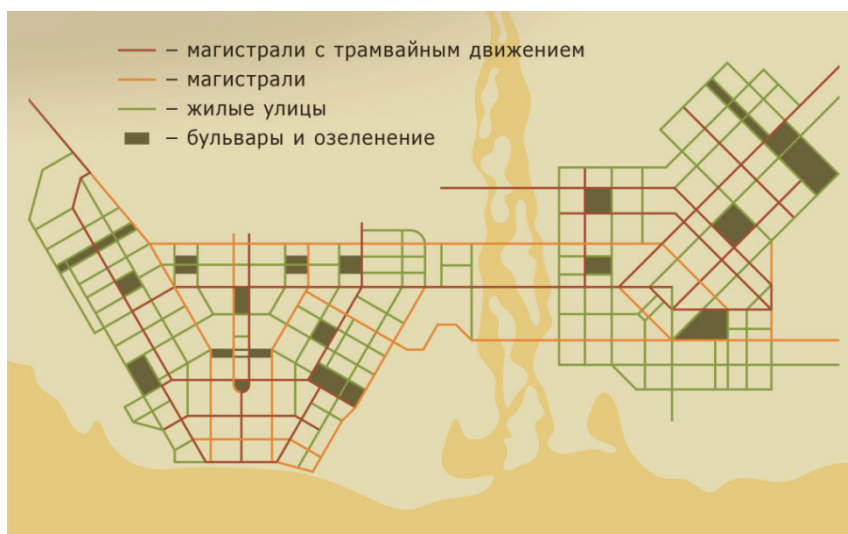 – магистрали с трамвайным движением
– магистрали
– жилые улицы
– бульвары и озеленение